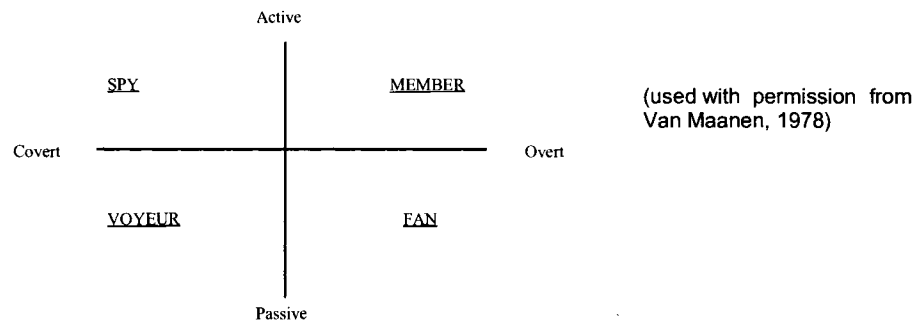 Active
SPY
MEMBER
(used with permission from
Van Maanen, 1978)
Covert
Overt
VOYEUR
FAN
Passive